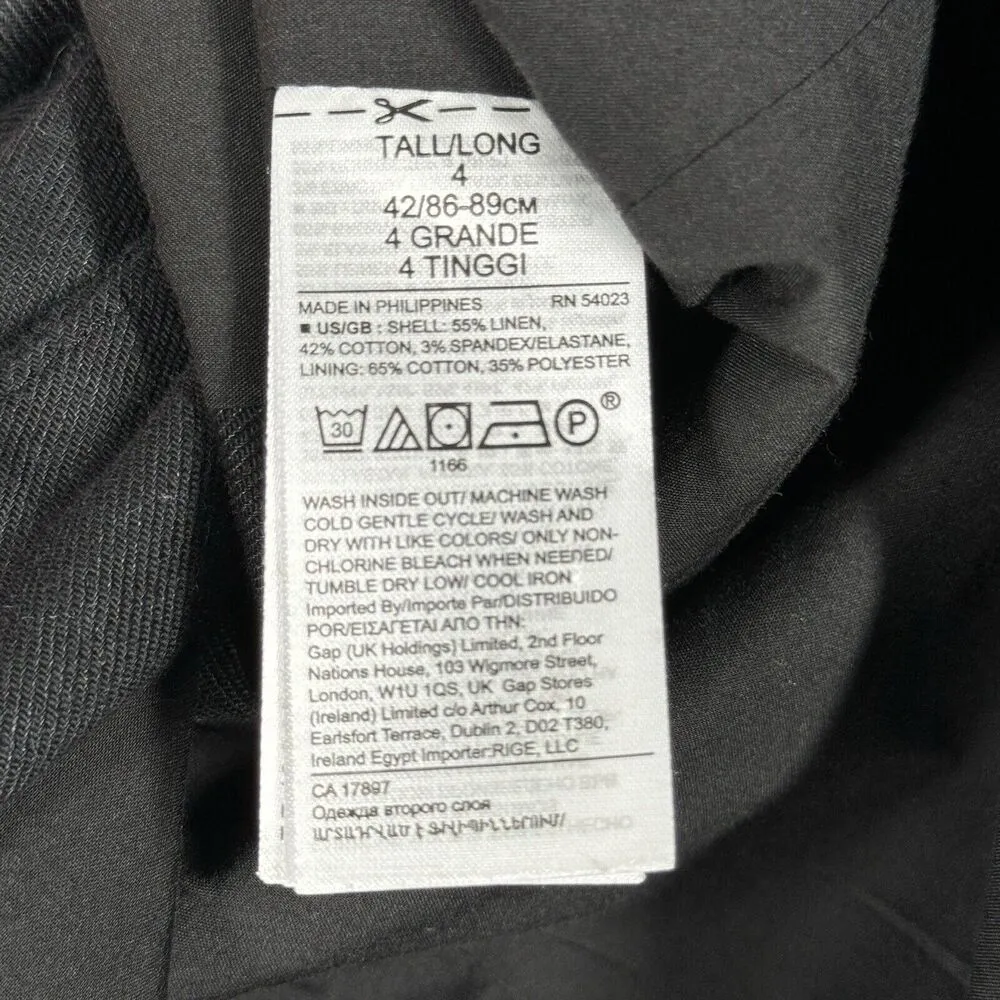 TALL/LONG
4
42/86-89CM
4 GRANDE
4 TINGGI
MADE IN PHILIPPINES RN 54023
■ US/GB : SHELL: 55% LINEN,
42% COTTON, 3% SPANDEX/ELASTANE,
LINING: 65% COTTON, 35% POLYESTER
30 P ®
1166
WASH INSIDE OUT/ MACHINE WASH
COLD GENTLE CYCLE/ WASH AND
DRY WITH LIKE COLORS/ ONLY NON-
CHLORINE BLEACH WHEN NEEDED/
TUMBLE DRY LOW/ COOL IRON
Imported By/Importe Par/DISTRIBUIDO
POR/ΕΙΣΑΓΕΤΑΙ ΑΠΟ ΤΗΝ:
Gap (UK Holdings) Limited, 2nd Floor
Nations House, 103 Wigmore Street,
London, W1U 1QS, UK Gap Stores
(Ireland) Limited c/o Arthur Cox, 10
Earlsfort Terrace, Dublin 2, D02 T380,
Ireland Egypt Importer:RIGE, LLC
CA 17897
Одежда второго слоя
ԱՐՏԱԴՐՎԱԾ Է ՖԻԼԻՊԻՆՆԵՐՈՒՄ/